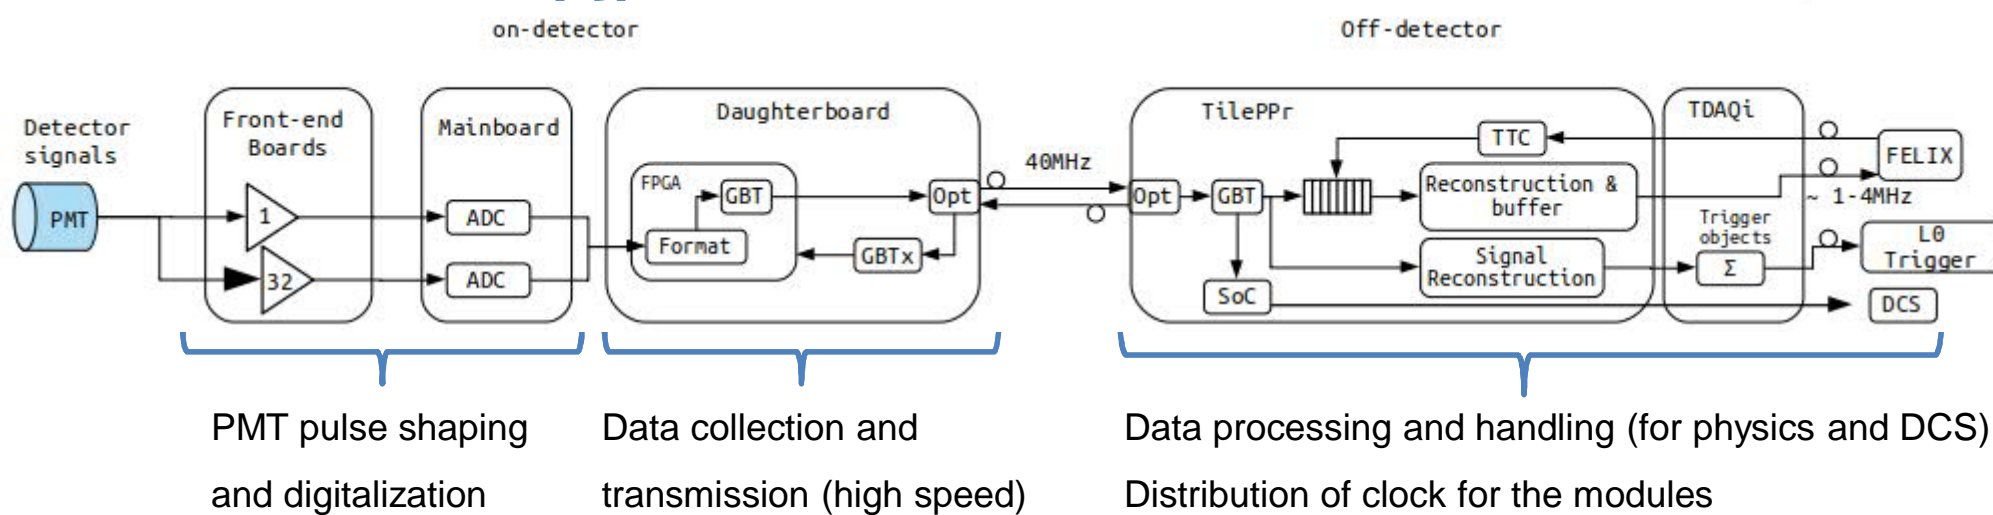 on-detector
Off-detector
Detector
signals
PMT
Front-end
Boards
1
32
Mainboard
ADC
ADC
Daughterboard
FPGA
GBT
Format
Opt
GBTx
40MHz
TilePPr
Opt
GBT
SoC
TTC
Reconstruction &
buffer
Signal
Reconstruction
TDAQi
Trigger
objects
Σ
FELIX
~ 1-4MHz
L0
Trigger
DCS
PMT pulse shaping
and digitalization
Data collection and
transmission (high speed)
Data processing and handling (for physics and DCS)
Distribution of clock for the modules